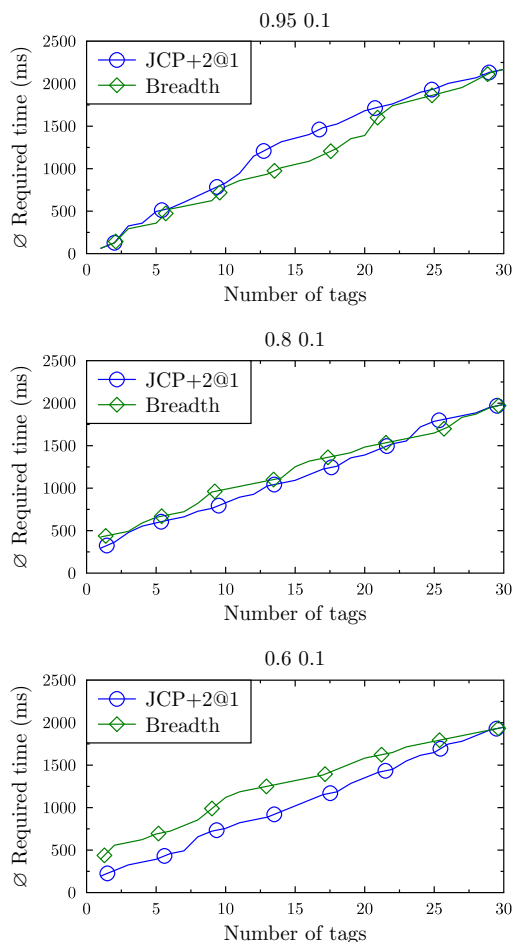 0.95 0.1
2500
2000
1500
1000
500
0
∅ Required time (ms)
JCP+2@1
Breadth
0 5 10 15 20 25 30
Number of tags
0.8 0.1
2500
2000
1500
1000
500
0
∅ Required time (ms)
JCP+2@1
Breadth
0 5 10 15 20 25 30
Number of tags
0.6 0.1
2500
2000
1500
1000
500
0
∅ Required time (ms)
JCP+2@1
Breadth
0 5 10 15 20 25 30
Number of tags